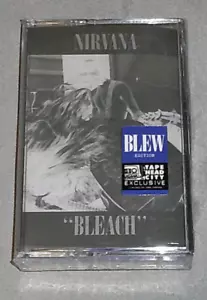 NIRVANA
BLEW
EDITION
TAPE
HEAD
CITY
EXCLUSIVE
"BLEACH"